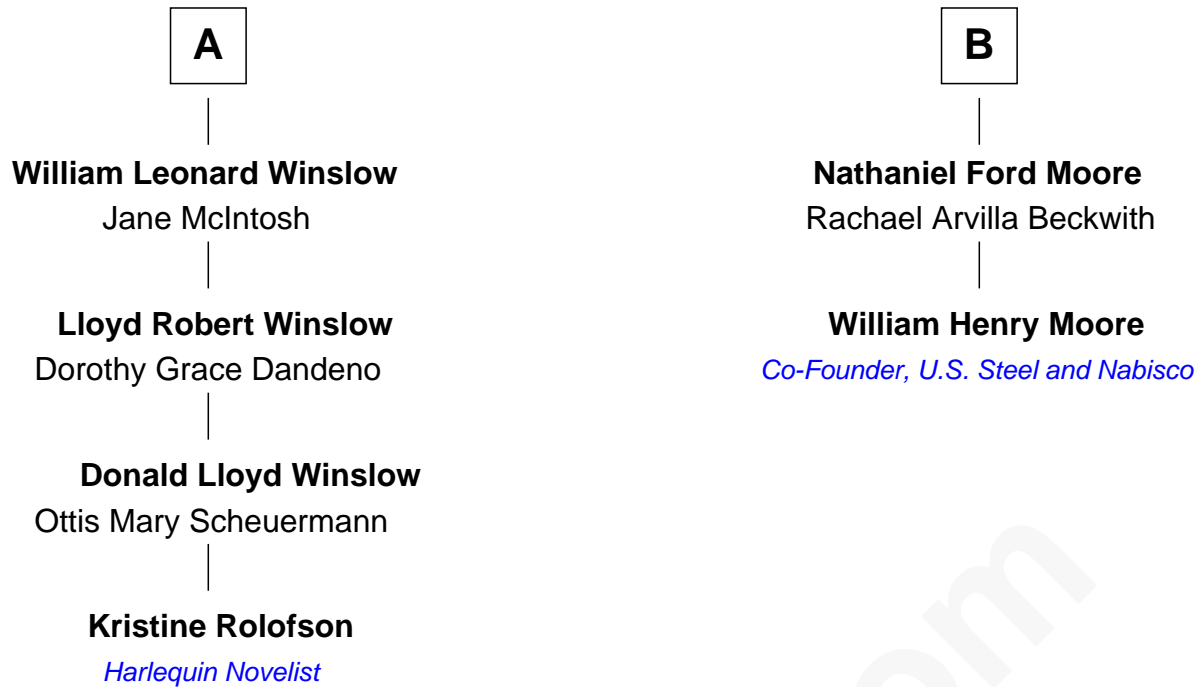 A
William Leonard Winslow
Jane McIntosh
Lloyd Robert Winslow
Dorothy Grace Dandeno
Donald Lloyd Winslow
Ottis Mary Scheuermann
Kristine Rolofson
Harlequin Novelist
B
Nathaniel Ford Moore
Rachael Arvilla Beckwith
William Henry Moore
Co-Founder, U.S. Steel and Nabisco
om